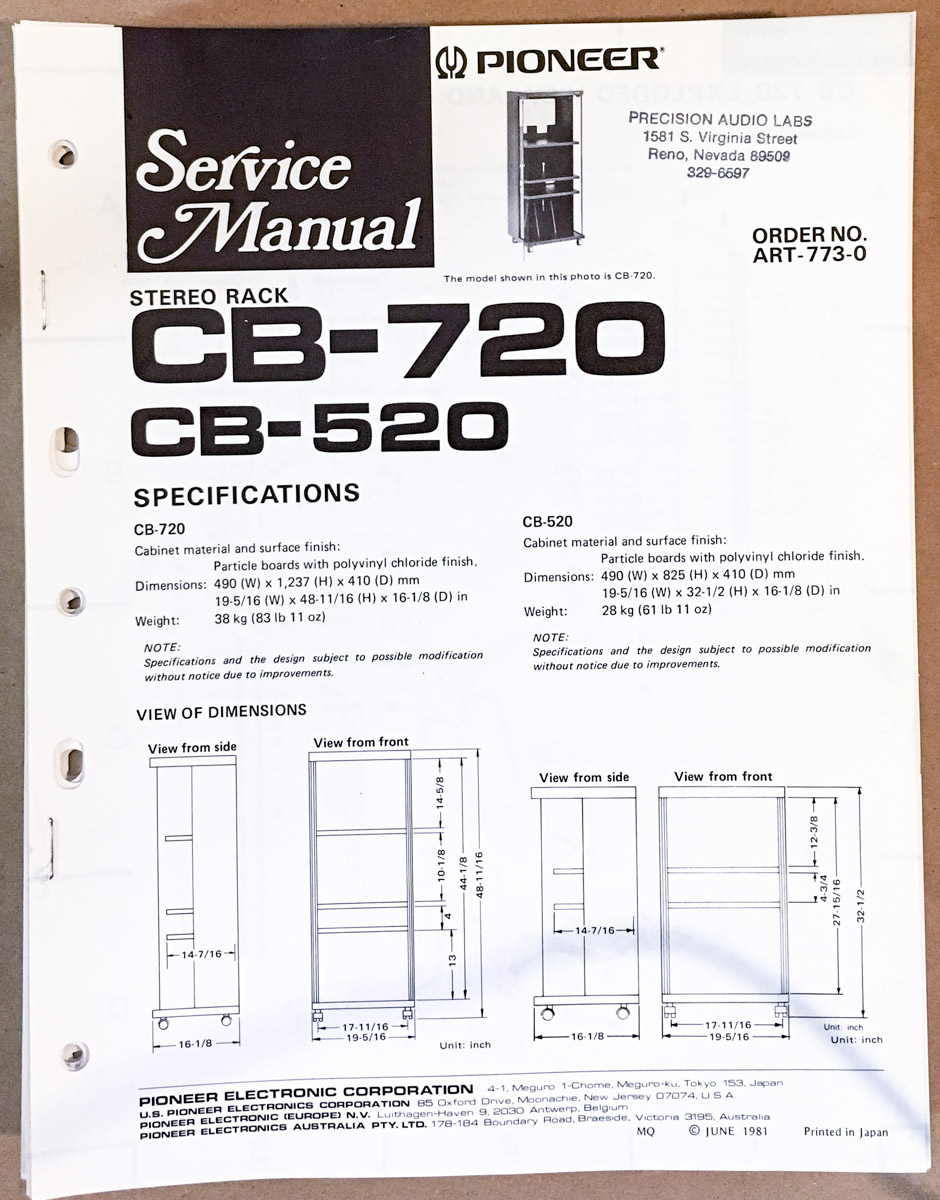 Service
Manual
PIONEER®
PRECISION AUDIO LABS
1581 S. Virginia Street
Reno, Nevada 89509
329-6597
ORDER NO.
ART-773-0
The model shown in this photo is CB-720.
STEREO RACK
CB-720
CB-520
SPECIFICATIONS
CB-720
Cabinet material and surface finish:
Particle boards with polyvinyl chloride finish.
Dimensions: 490 (W) x 1,237 (H) x 410 (D) mm
19-5/16 (W) x 48-11/16 (H) x 16-1/8 (D) in
Weight: 38 kg (83 lb 11 oz)
NOTE:
Specifications and the design subject to possible modification
without notice due to improvements.
CB-520
Cabinet material and surface finish:
Particle boards with polyvinyl chloride finish.
Dimensions: 490 (W) x 825 (H) x 410 (D) mm
19-5/16 (W) x 32-1/2 (H) x 16-1/8 (D) in
Weight: 28 kg (61 lb 11 oz)
NOTE:
Specifications and the design subject to possible modification
without notice due to improvements.
VIEW OF DIMENSIONS
View from side
14-7/16
16-1/8
View from front
14-5/8
10-1/8
4
13
44-1/8
48-11/16
17-11/16
19-5/16
Unit: inch
View from side
14-7/16
16-1/8
View from front
12-3/8
4-3/4
27-15/16
32-1/2
17-11/16
19-5/16
Unit: inch
Unit: inch
PIONEER ELECTRONIC CORPORATION 4-1, Meguro 1-Chome, Meguro-ku, Tokyo 153, Japan
U.S. PIONEER ELECTRONICS CORPORATION 85 Oxford Drive, Moonachie, New Jersey 07074, U.S.A.
PIONEER ELECTRONIC (EUROPE) N.V. Luithagen-Haven 9, 2030 Antwerp, Belgium
PIONEER ELECTRONICS AUSTRALIA PTY. LTD. 178-184 Boundary Road, Braeside, Victoria 3195, Australia
MQ © JUNE 1981 Printed in Japan